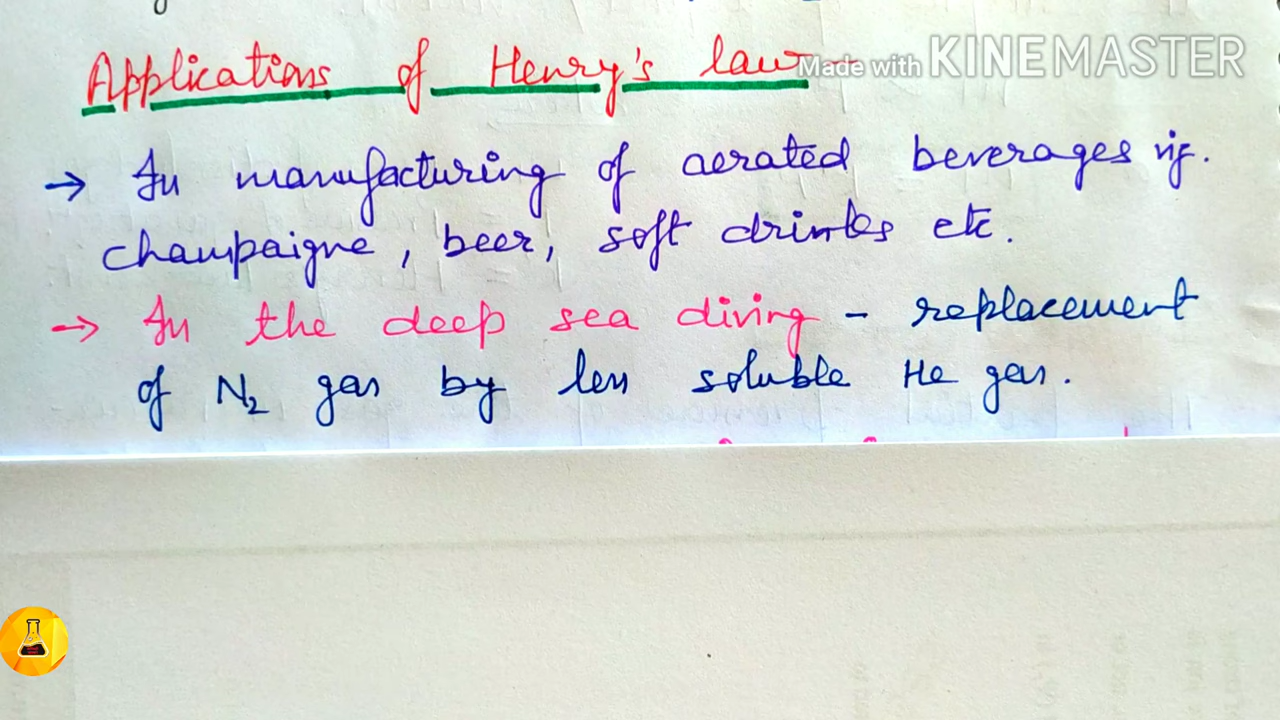 Applications of Henry's law
Made with KINEMASTER
→ In manufacturing of aerated beverages viz.
champaigne, beer, soft drinks etc.
→ In the deep sea diving - replacement
of N₂ gas by less soluble He gas.